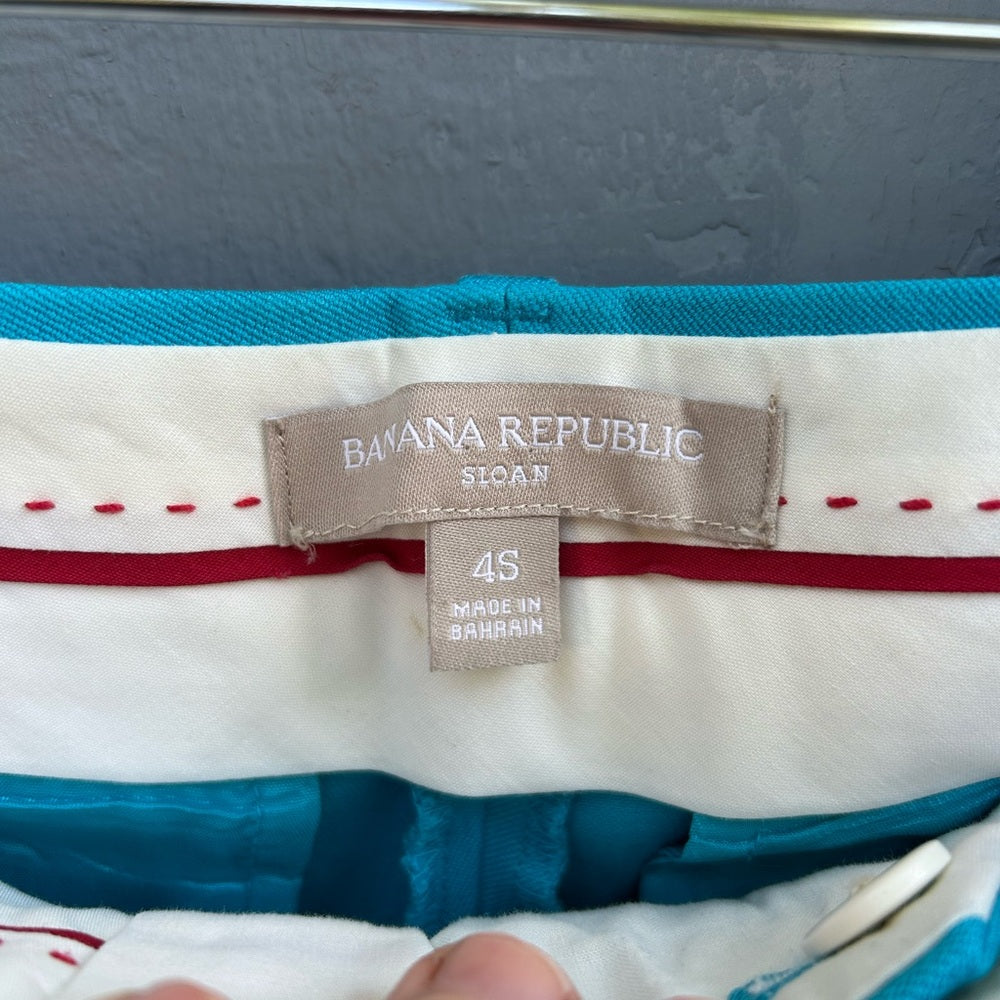 BANANA REPUBLIC
SLOAN
4S
MADE IN
BAHRAIN